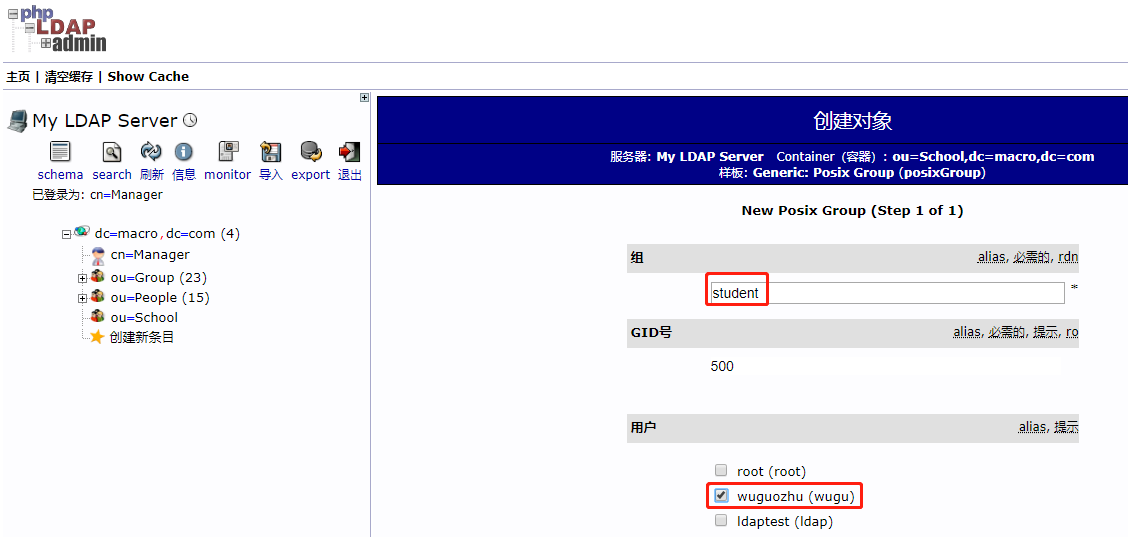 php
LDAP
admin
主页 | 清空缓存 | Show Cache
My LDAP Server
schema search 刷新 信息 monitor 导入 export 退出
已登录为: cn=Manager
dc=macro,dc=com (4)
cn=Manager
ou=Group (23)
ou=People (15)
ou=School
创建新条目
创建对象
服务器: My LDAP Server Container (容器) : ou=School,dc=macro,dc=com
样板: Generic: Posix Group (posixGroup)
New Posix Group (Step 1 of 1)
组 alias, 必需的, rdn
student *
GID号 alias, 必需的, 提示, ro
500
用户 alias, 提示
root (root)
wuguozhu (wugu)
ldaptest (ldap)